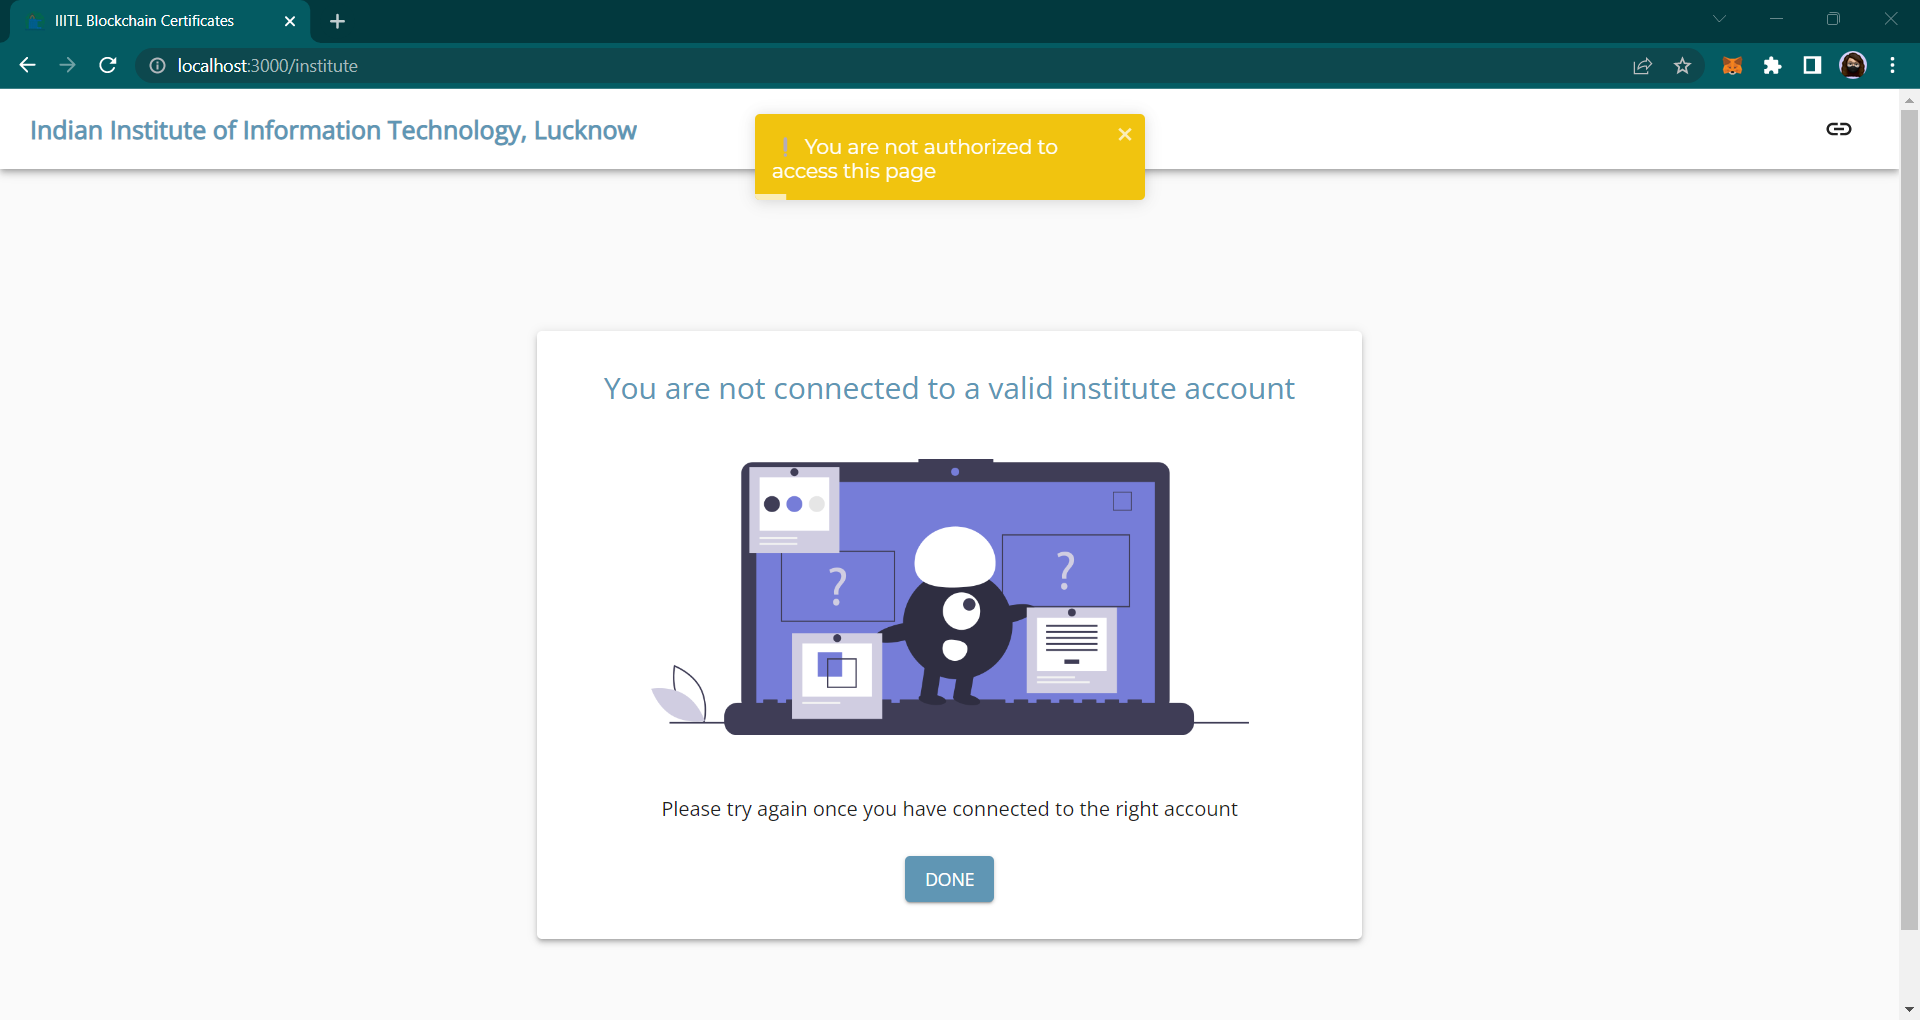 IIITL Blockchain Certificates
localhost:3000/institute
Indian Institute of Information Technology, Lucknow
! You are not authorized to
access this page
You are not connected to a valid institute account
?
?
Please try again once you have connected to the right account
DONE